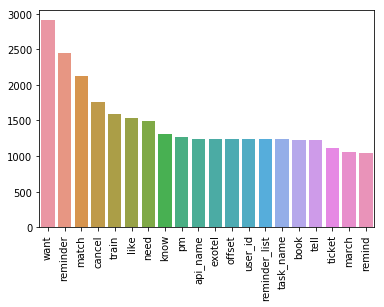 3000
2500
2000
1500
1000
500
0
want
reminder
match
cancel
train
like
need
know
pm
api_name
exotel
offset
user_id
reminder_list
task_name
book
tell
ticket
march
remind